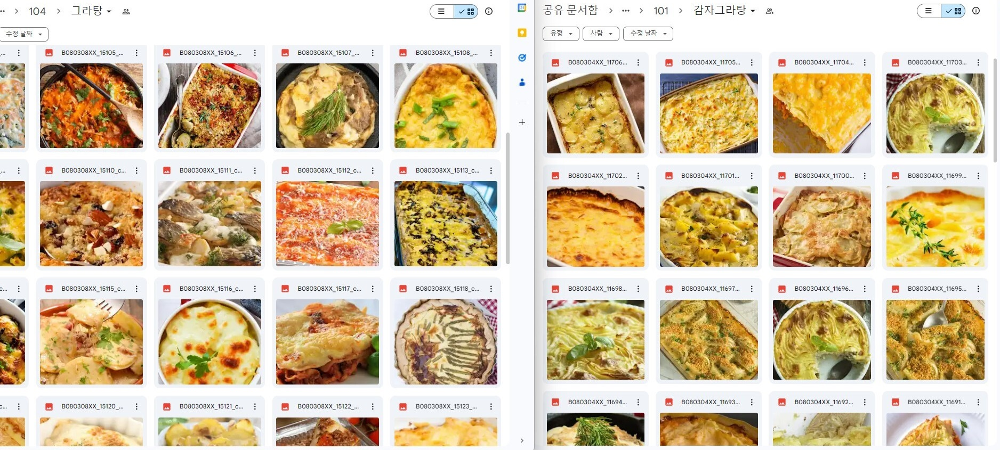 104 > 그라탕
수정 날짜
B080308XX_15105_...
B080308XX_15106_...
B080308XX_15107_...
B080308XX_15108_...
B080308XX_15110_c...
B080308XX_15111_c...
B080308XX_15112_c...
B080308XX_15113_c...
c...
B080308XX_15115_c...
B080308XX_15116_c...
B080308XX_15117_c...
B080308XX_15118_c...
c...
B080308XX_15120_...
B080308XX_15121_c...
B080308XX_15122_...
B080308XX_15123_...
31
공유 문서함 > ... > 101 > 감자그라탕
유형 사람 수정 날짜
B080304XX_11706...
B080304XX_11705...
B080304XX_11704...
B080304XX_11703...
B080304XX_11702...
B080304XX_11701...
B080304XX_11700...
B080304XX_11699...
B080304XX_11698...
B080304XX_11697...
B080304XX_11696...
B080304XX_11695...
B080304XX_11694...
B080304XX_11693...
B080304XX_11692...
B080304XX_11691...